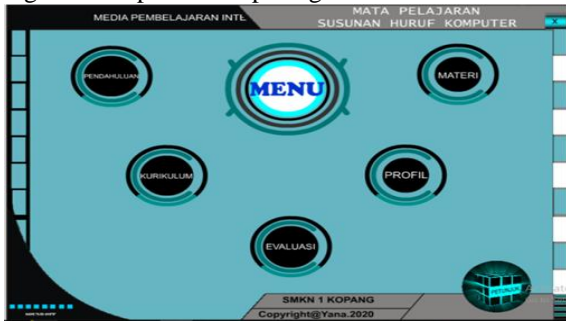 MEDIA PEMBELAJARAN INTE
MATA PELAJARAN
SUSUNAN HURUF KOMPUTER
X
PENDAHULUAN
MENU
MATERI
KURIKULUM
PROFIL
EVALUASI
PETUNJUK
SMKN 1 KOPANG
Copyright@Yana.2020